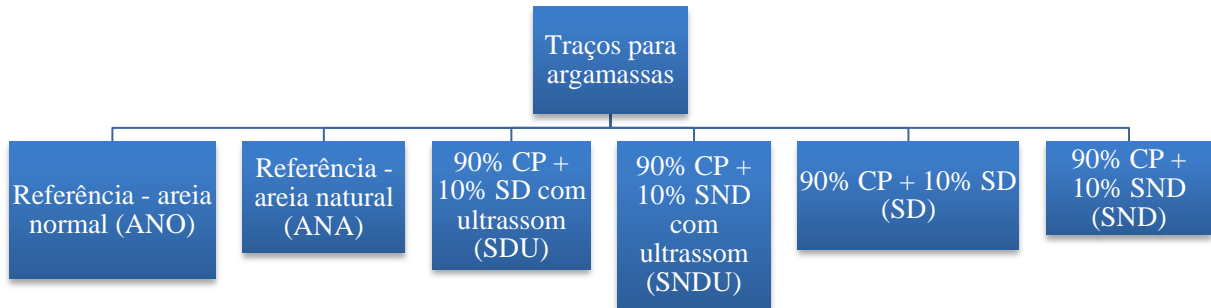 Traços para
argamassas
Referência - areia
normal (ANO)
Referência -
areia natural
(ANA)
90% CP +
10% SD com
ultrassom
(SDU)
90% CP +
10% SND
com
ultrassom
(SNDU)
90% CP + 10% SD
(SD)
90% CP +
10% SND
(SND)